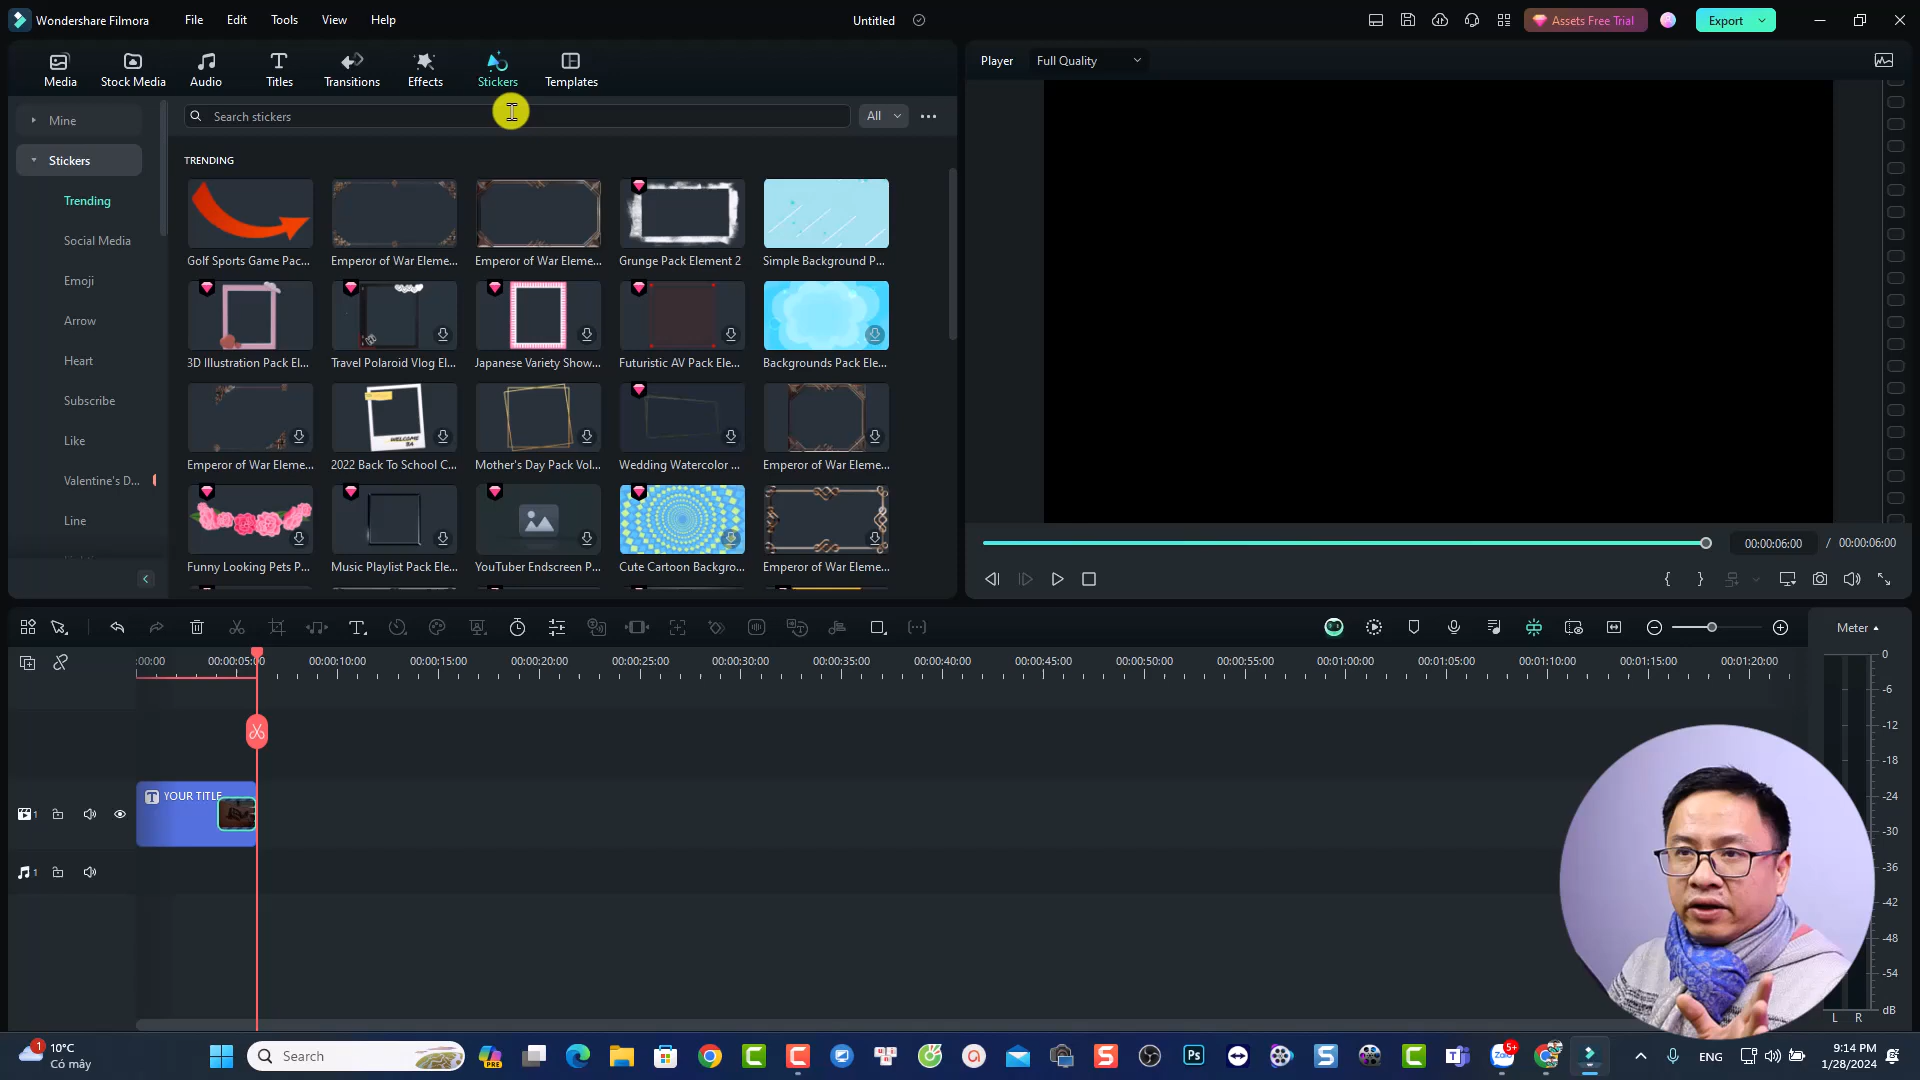 Wondershare Filmora
File Edit Tools View Help
Untitled
Assets Free Trial
Export
Media Stock Media Audio Titles Transitions Effects Stickers Templates
Player Full Quality
Mine
Search stickers
All
Stickers
TRENDING
Trending
Social Media
Emoji
Arrow
Heart
Subscribe
Like
Valentine's D...
Line
Golf Sports Game Pac... Emperor of War Eleme... Emperor of War Eleme... Grunge Pack Element 2 Simple Background P...
3D Illustration Pack El... Travel Polaroid Vlog El... Japanese Variety Show... Futuristic AV Pack Ele... Backgrounds Pack Ele...
Emperor of War Eleme... 2022 Back To School C... Mother's Day Pack Vol... Wedding Watercolor ... Emperor of War Eleme...
Funny Looking Pets P... Music Playlist Pack Ele... YouTuber Endscreen P... Cute Cartoon Backgro... Emperor of War Eleme...
00:00:06:00 / 00:00:06:00
Meter
:00:00 00:00:05:00 00:00:10:00 00:00:15:00 00:00:20:00 00:00:25:00 00:00:30:00 00:00:35:00 00:00:40:00 00:00:45:00 00:00:50:00 00:00:55:00 00:01:00:00 00:01:05:00 00:01:10:00 00:01:15:00 00:01:20:00
0
-6
-12
-18
-24
-30
-36
-42
-48
-54
dB
L R
YOUR TITLE
1
1
1
10°C
Có mây
Search
PRE
Ps
Zalo
5+
ENG
9:14 PM
1/28/2024